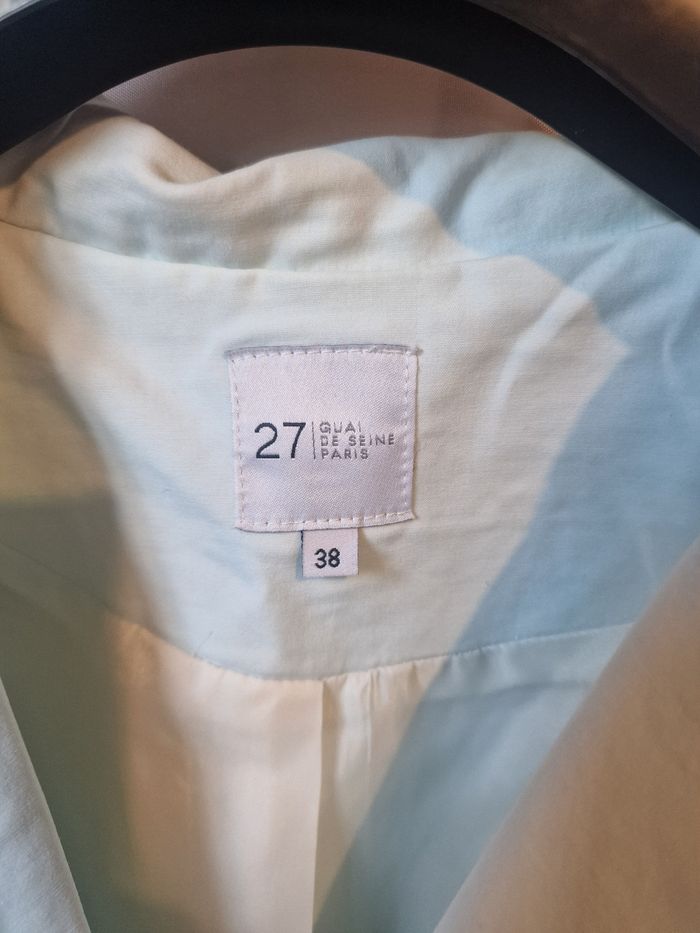 27
QUAI
DE SEINE
PARIS
38